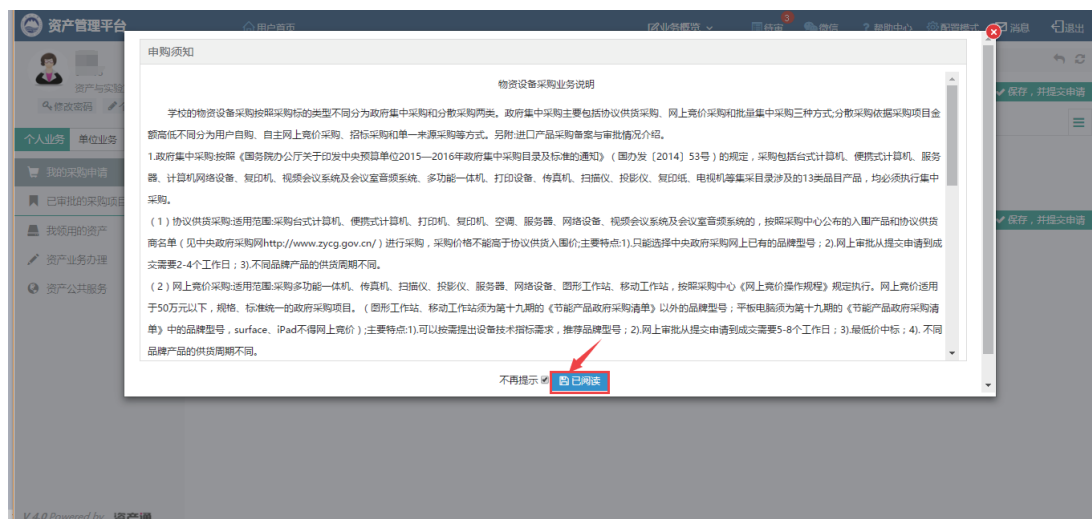 资产管理平台
用户首页
业务概览
待审
3
微信
? 帮助中心
配置模式
消息
退出
资产与实验
修改密码
保存，并提交申请
个人业务
单位业务
我的采购申请
已审批的采购项目
我领用的资产
资产业务办理
资产公共服务
保存，并提交申请
申购须知
物资设备采购业务说明
学校的物资设备采购按照采购标的类型不同分为政府集中采购和分散采购两类。政府集中采购主要包括协议供货采购、网上竞价采购和批量集中采购三种方式;分散采购依据采购项目金
额高低不同分为用户自购、自主网上竞价采购、招标采购和单一来源采购等方式。另附:进口产品采购备案与审批情况介绍。
1.政府集中采购:按照《国务院办公厅关于印发中央预算单位2015—2016年政府集中采购目录及标准的通知》（国办发〔2014〕53号）的规定，采购包括台式计算机、便携式计算机、服务
器、计算机网络设备、复印机、视频会议系统及会议室音频系统、多功能一体机、打印设备、传真机、扫描仪、投影仪、复印纸、电视机等集采目录涉及的13类品目产品，均必须执行集中
采购。
（1）协议供货采购:适用范围:采购台式计算机、便携式计算机、打印机、复印机、空调、服务器、网络设备、视频会议系统及会议室音频系统的，按照采购中心公布的入围产品和协议供货
商名单（见中央政府采购网http://www.zycg.gov.cn/）进行采购，采购价格不能高于协议供货入围价;主要特点:1).只能选择中央政府采购网上已有的品牌型号；2).网上审批从提交申请到成
交需要2-4个工作日；3).不同品牌产品的供货周期不同。
（2）网上竞价采购:适用范围:采购多功能一体机、传真机、扫描仪、投影仪、服务器、网络设备、图形工作站、移动工作站，按照采购中心《网上竞价操作规程》规定执行。网上竞价适用
于50万元以下，规格、标准统一的政府采购项目。（图形工作站、移动工作站须为第十九期的《节能产品政府采购清单》以外的品牌型号；平板电脑须为第十九期的《节能产品政府采购清
单》中的品牌型号，surface、iPad不得网上竞价）;主要特点:1).可以按需提出设备技术指标需求，推荐品牌型号；2).网上审批从提交申请到成交需要5-8个工作日；3).最低价中标；4). 不同
品牌产品的供货周期不同。
不再提示
已阅读
V 4.0 Powered by 资产通